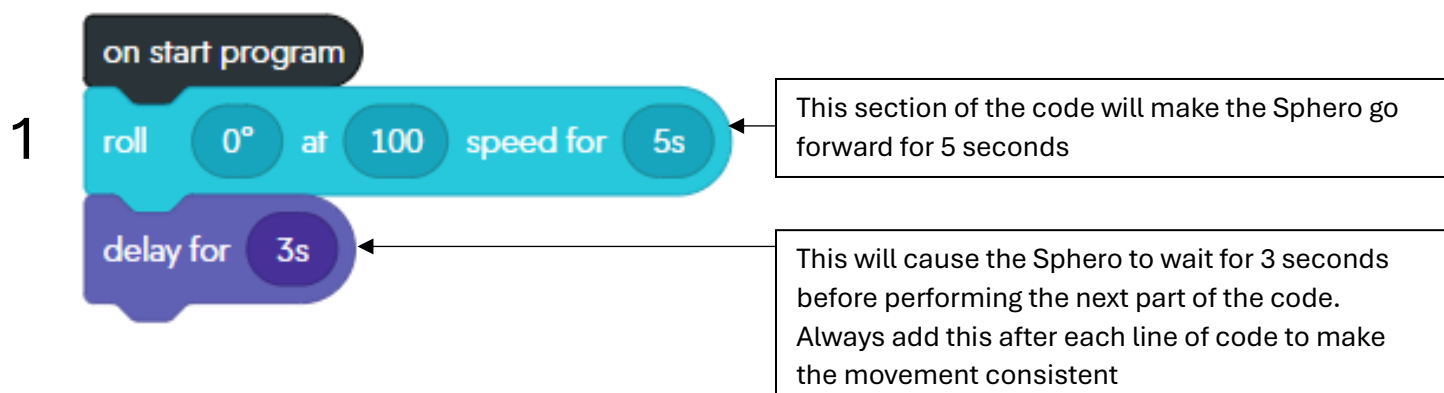 on start program
1
roll 0° at 100 speed for 5s
This section of the code will make the Sphero go
forward for 5 seconds
delay for 3s
This will cause the Sphero to wait for 3 seconds
before performing the next part of the code.
Always add this after each line of code to make
the movement consistent